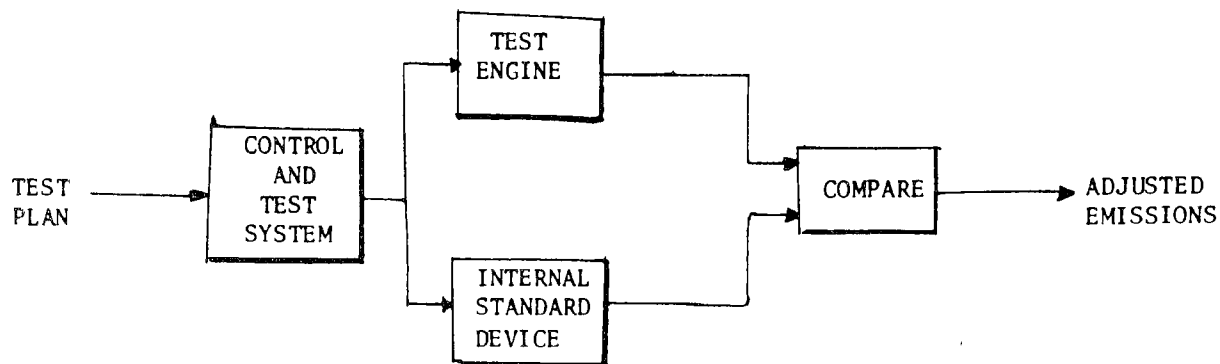 TEST
PLAN
CONTROL
AND
TEST
SYSTEM
TEST
ENGINE
INTERNAL
STANDARD
DEVICE
COMPARE
ADJUSTED
EMISSIONS